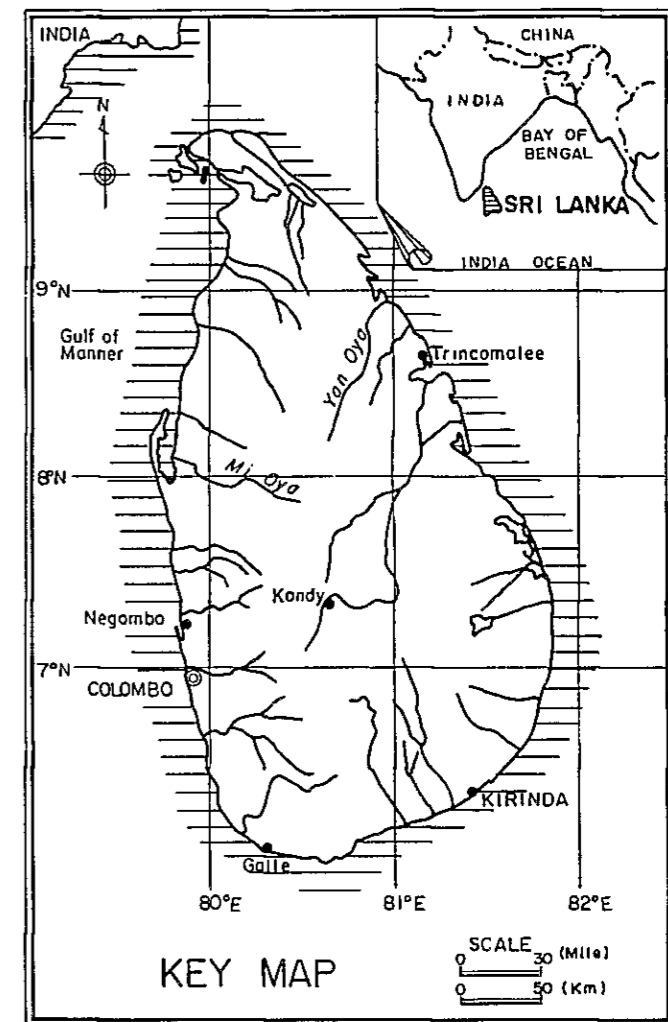 INDIA
N
CHINA
INDIA
BAY OF
BENGAL
SRI LANKA
INDIA OCEAN
9°N
Gulf of
Manner
Yan Oya
Trincomalee
8°N
Mi Oya
Kandy
Negombo
7°N
COLOMBO
KIRINDA
Galle
80°E
81°E
82°E
KEY MAP
SCALE
0 30 (Mile)
0 50 (Km)